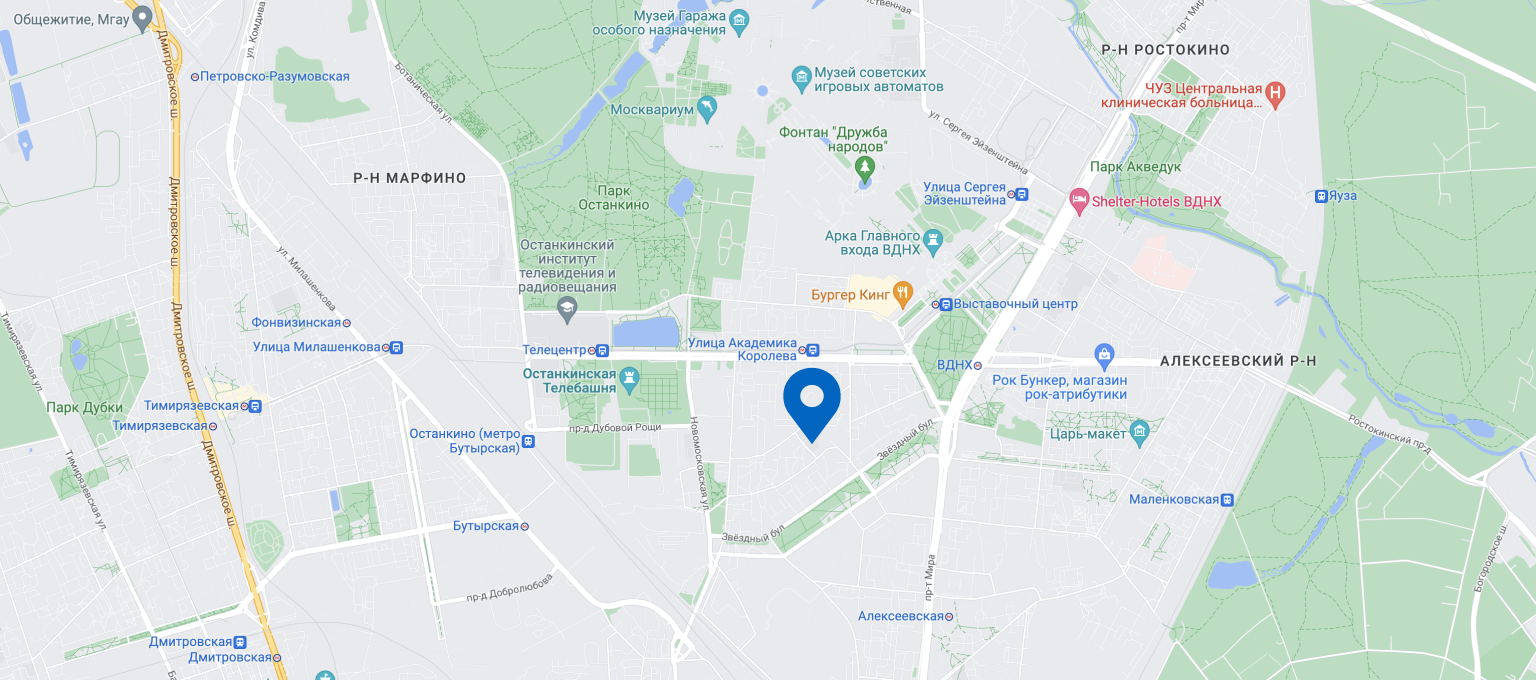 Общежитие, Мгау
ул. Комдива
Музей Гаража
особого назначения
пр-т Мира
Р-Н РОСТОКИНО
Дмитровское ш.
Петровско-Разумовская
Ботаническая ул.
Музей советских
игровых автоматов
Москвариум
ЧУЗ Центральная
клиническая больница...
ул. Сергея Эйзенштейна
Фонтан "Дружба
народов"
Парк Акведук
Р-Н МАРФИНО
Парк
Останкино
Улица Сергея
Эйзенштейна
Shelter-Hotels ВДНХ
Яуза
Дмитровское ш.
Арка Главного
входа ВДНХ
Останкинский
институт
телевидения и
радиовещания
ул. Милашенкова
Бургер Кинг
Выставочный центр
Тимирязевская ул.
Дмитровское ш.
Фонвизинская
Улица Милашенкова
Телецентр
Улица Академика
Королева
ВДНХ
АЛЕКСЕЕВСКИЙ Р-Н
Останкинская
Телебашня
Рок Бункер, магазин
рок-атрибутики
Парк Дубки
Тимирязевская
Тимирязевская
Останкино (метро
Бутырская)
пр-д Дубовой Рощи
Новомосковская ул.
Звёздный бул.
Царь-макет
Ростокинский пр-д
Тимирязевская ул.
Дмитровское ш.
Маленковская
Бутырская
Звёздный бул.
Богородское ш.
пр-д Добролюбова
пр-т Мира
Алексеевская
Дмитровская
Дмитровская